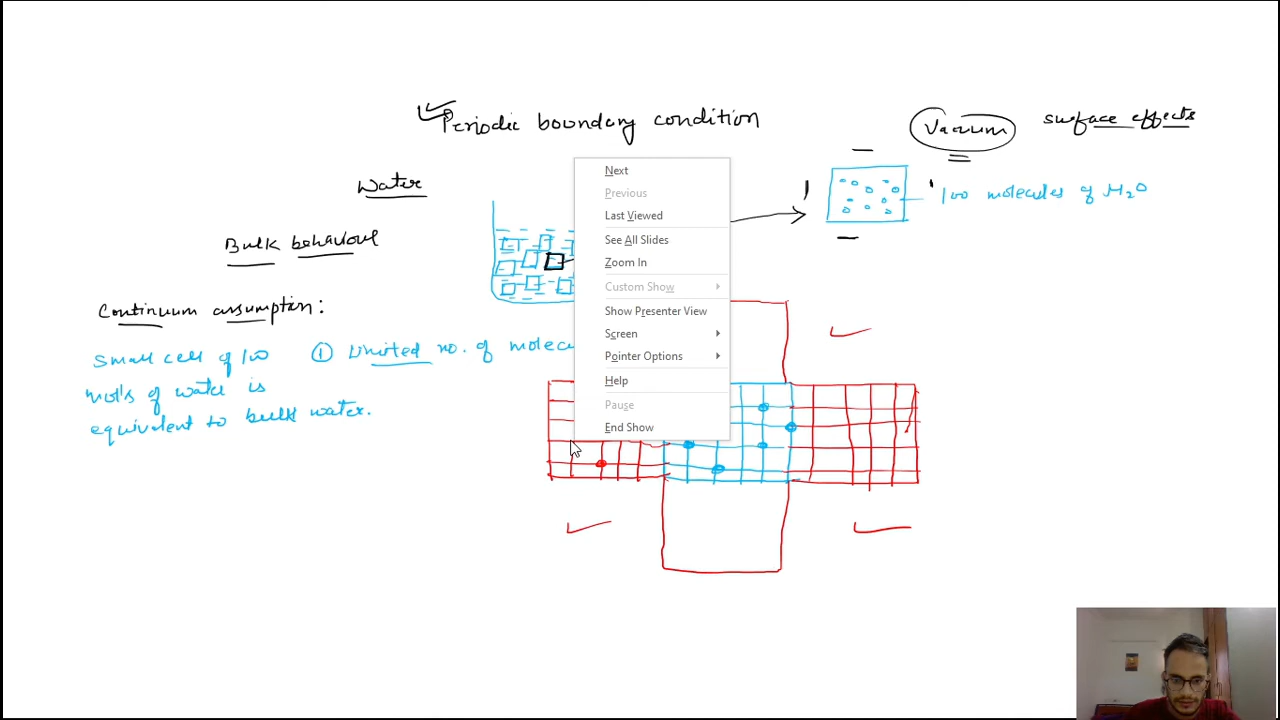 Periodic boundary condition
Vacuum
surface effects
Water
100 molecules of H2O
Bulk behaviour
Continuum assumption:
Small cell of 100
mol's of water is
equivalent to bulk water.
① Limited no. of molecu
Next
Previous
Last Viewed
See All Slides
Zoom In
Custom Show
Show Presenter View
Screen
Pointer Options
Help
Pause
End Show